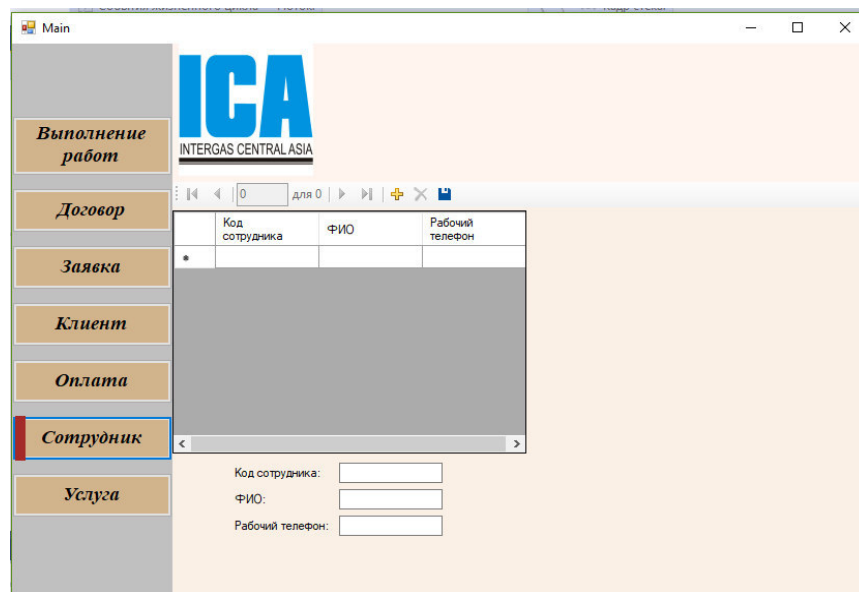 Main
Выполнение
работ
Договор
Заявка
Клиент
Оплата
Сотрудник
Услуга
ICA
INTERGAS CENTRAL ASIA
0 для 0
Код
сотрудника
ФИО
Рабочий
телефон
Код сотрудника:
ФИО:
Рабочий телефон: